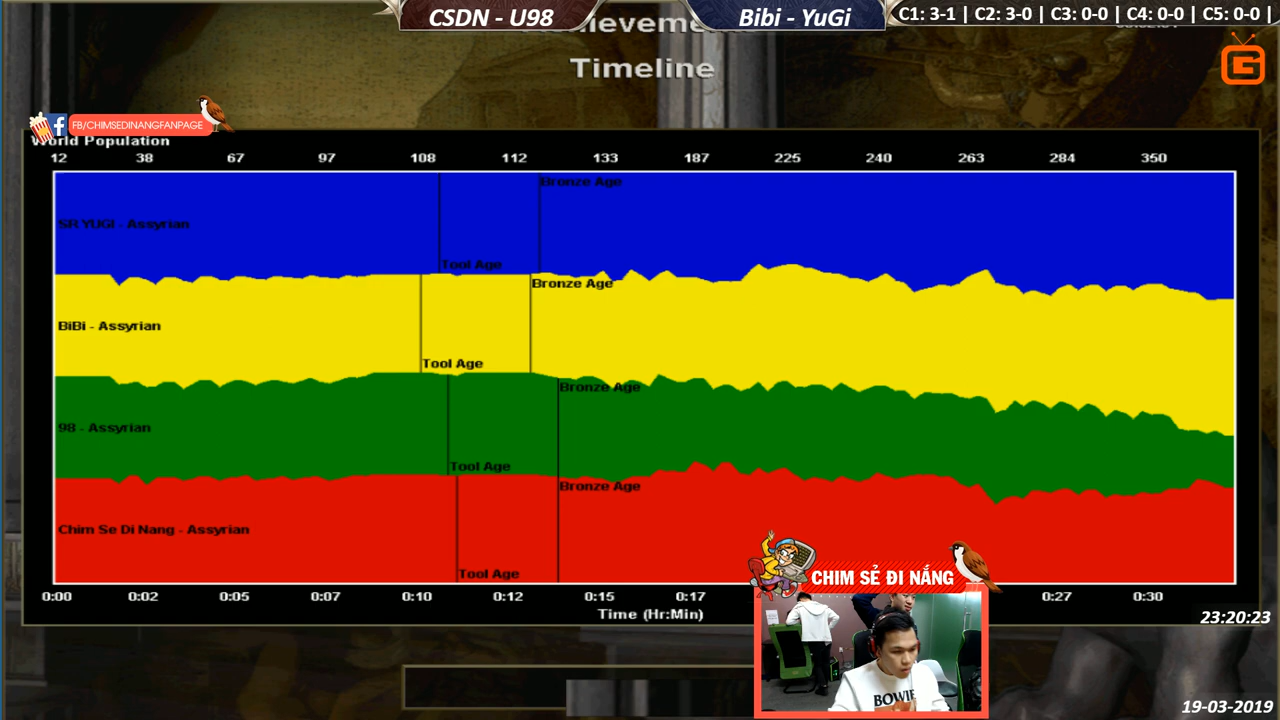 CSDN - U98
Bibi - YuGi
C1: 3-1 | C2: 3-0 | C3: 0-0 | C4: 0-0 | C5: 0-0 |
Timeline
FB/CHIMSEDINANGFANPAGE
World Population
12 38 67 97 108 112 133 187 225 240 263 284 350
Bronze Age
SR YUGI - Assyrian
Tool Age
Bronze Age
BiBi - Assyrian
Tool Age
Bronze Age
98 - Assyrian
Tool Age
Bronze Age
Chim Se Di Nang - Assyrian
Tool Age
CHIM SẺ ĐI NẮNG
0:00 0:02 0:05 0:07 0:10 0:12 0:15 0:17 0:27 0:30
Time (Hr:Min)
23:20:23
BOWIE
19-03-2019